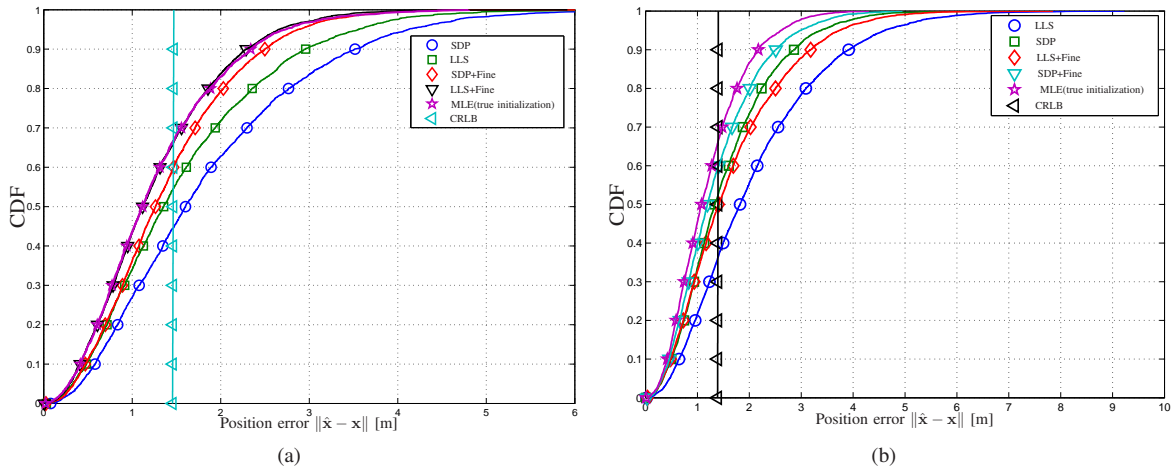 1
0.9
0.8
0.7
0.6
0.5
0.4
0.3
0.2
0.1
0
CDF
0 1 2 3 4 5 6
Position error ‖x̂ − x‖ [m]
SDP
LLS
SDP+Fine
LLS+Fine
MLE(true initialization)
CRLB
(a)
1
0.9
0.8
0.7
0.6
0.5
0.4
0.3
0.2
0.1
0
CDF
0 1 2 3 4 5 6 7 8 9 10
Position error ‖x̂ − x‖ [m]
LLS
SDP
LLS+Fine
SDP+Fine
MLE(true initialization)
CRLB
(b)